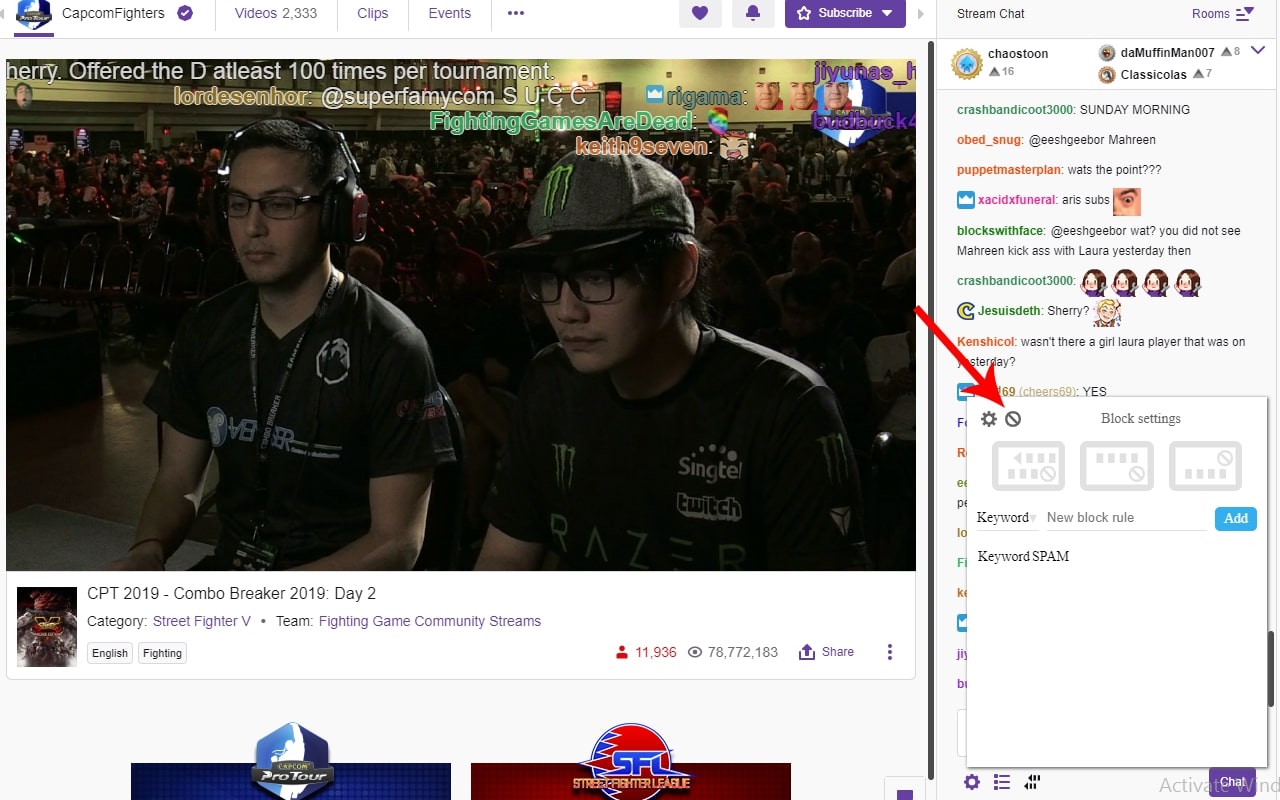 CapcomFighters
Videos 2,333
Clips
Events
Subscribe
Stream Chat
Rooms
herry. Offered the D atleast 100 times per tournament.
jiyunas_h
lordesenhor: @superfamycom S U C C
rigama:
FightingGamesAreDead:
budbuck4
keith9seven:
Singtel
twitch
RAZER
CPT 2019 - Combo Breaker 2019: Day 2
Category: Street Fighter V • Team: Fighting Game Community Streams
English Fighting
11,936 78,772,183 Share
CAPCOM
PRO TOUR
SFL
STREET FIGHTER LEAGUE
chaostoon
16
daMuffinMan007 8
Classicolas 7
crashbandicoot3000: SUNDAY MORNING
obed_snug: @eeshgeebor Mahreen
puppetmasterplan: wats the point???
xacidxfuneral: aris subs
blockswithface: @eeshgeebor wat? you did not see
Mahreen kick ass with Laura yesterday then
crashbandicoot3000:
Jesuisdeth: Sherry?
Kenshicol: wasn't there a girl laura player that was on
yesterday?
69 (cheers69): YES
Block settings
Keyword New block rule Add
Keyword SPAM
Chat
Activate Wind